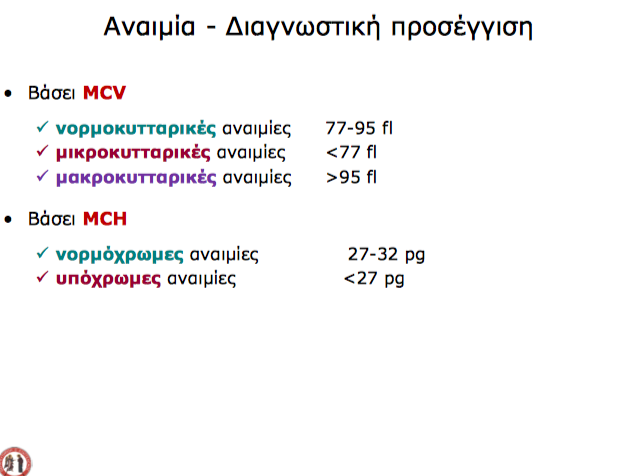 Αναιμία - Διαγνωστική προσέγγιση
• Βάσει MCV
✓ νορμοκυτταρικές αναιμίες 77-95 fl
✓ μικροκυτταρικές αναιμίες <77 fl
✓ μακροκυτταρικές αναιμίες >95 fl
• Βάσει MCH
✓ νορμόχρωμες αναιμίες 27-32 pg
✓ υπόχρωμες αναιμίες <27 pg